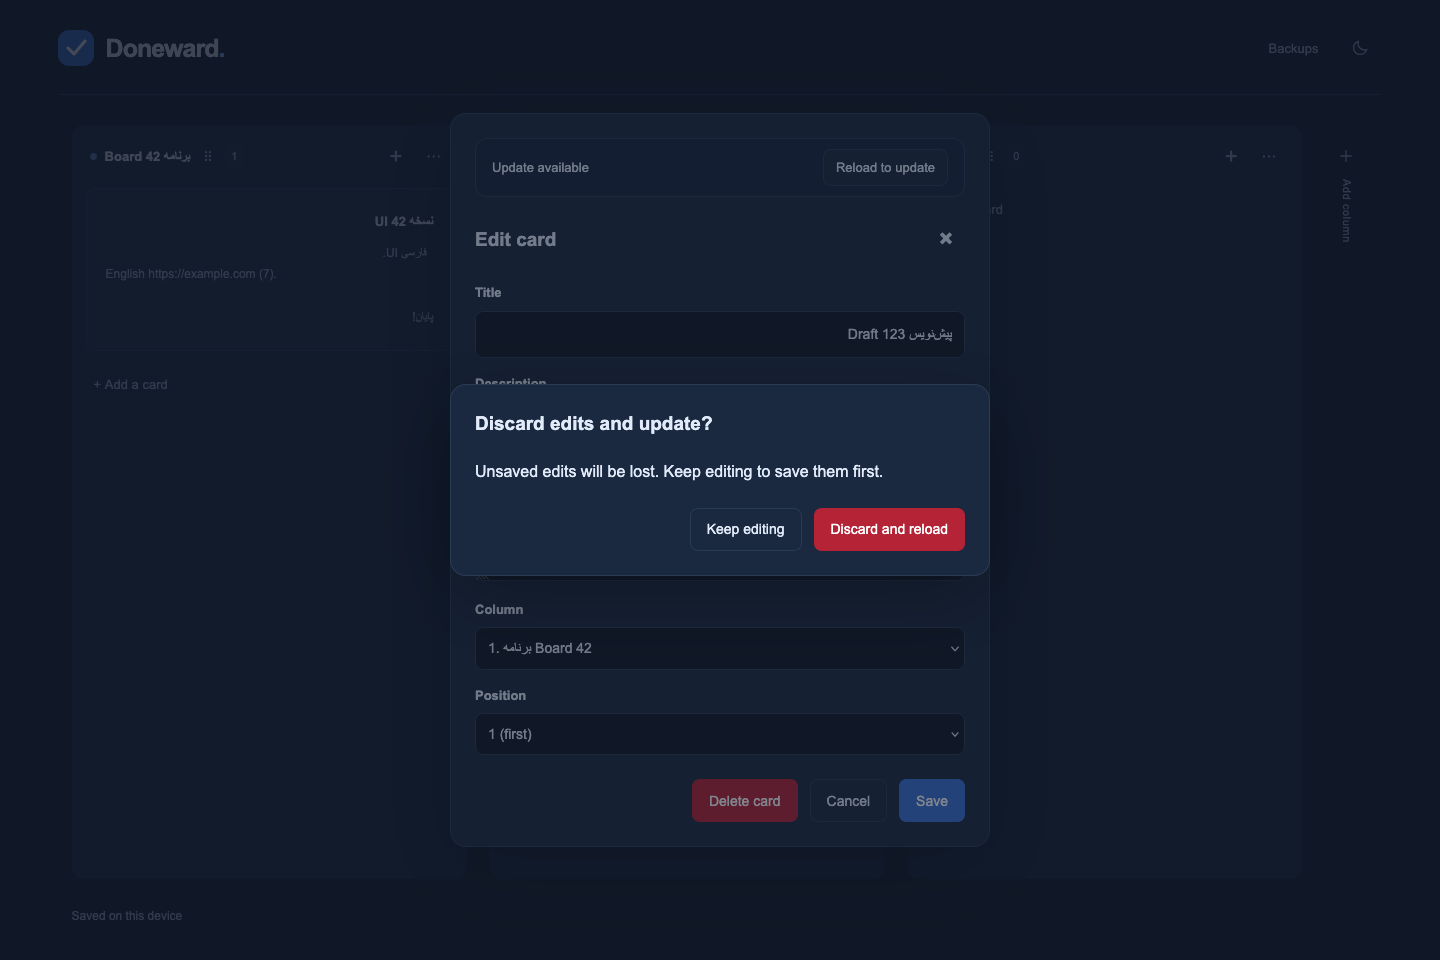 Doneward.
Backups
برنامه Board 42
1
0
Add column
نسخه 42 UI
فارسی UI.
English https://example.com (7).
پایان!
+ Add a card
Update available
Reload to update
Edit card
Title
پیش‌نویس Draft 123
Description
Discard edits and update?
Unsaved edits will be lost. Keep editing to save them first.
Keep editing
Discard and reload
Column
1. برنامه Board 42
Position
1 (first)
Delete card
Cancel
Save
Saved on this device